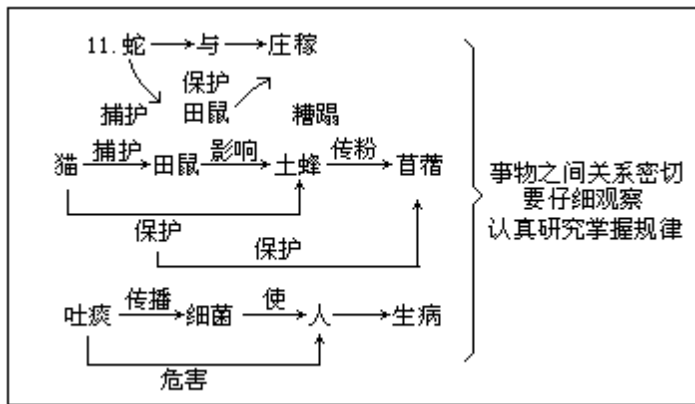 11.蛇 与 庄稼
保护
捕护 田鼠 糟蹋
猫 捕护 田鼠 影响 土蜂 传粉 苜蓿
保护
保护
吐痰 传播 细菌 使 人 生病
危害
事物之间关系密切
要仔细观察
认真研究掌握规律